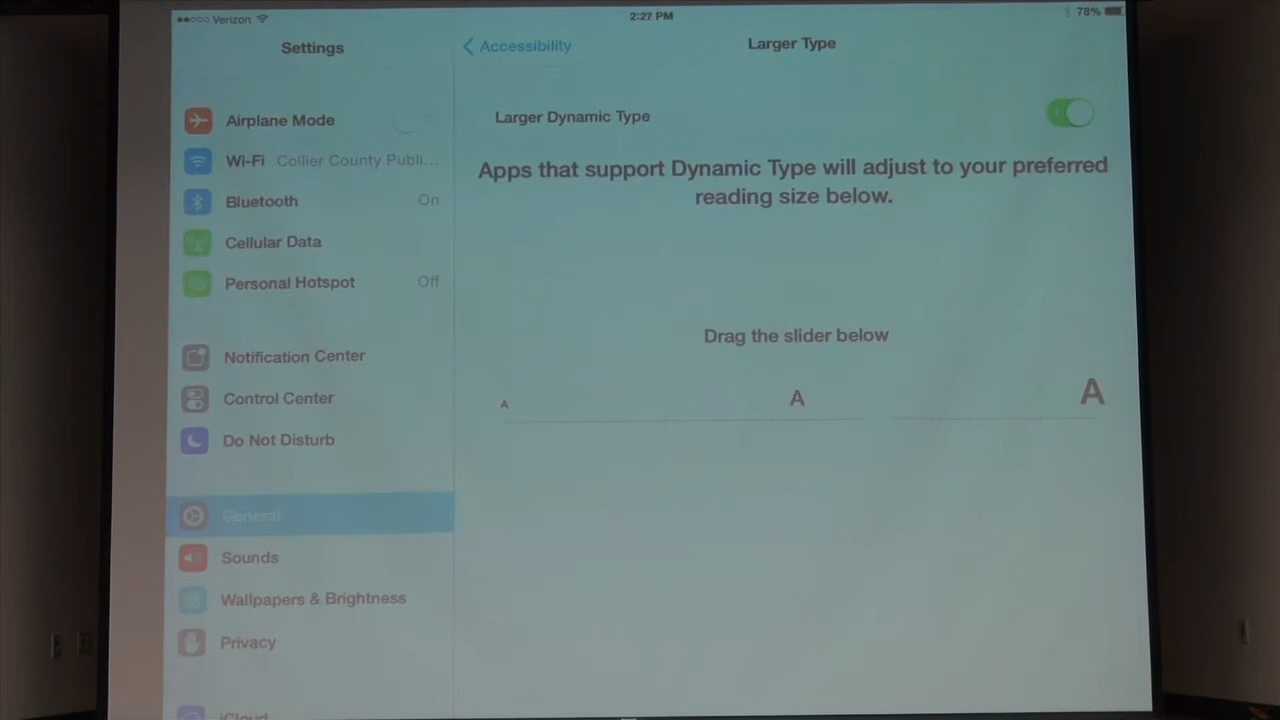 Verizon
2:27 PM
78%
Settings
Airplane Mode
Wi-Fi Collier County Publi...
Bluetooth On
Cellular Data
Personal Hotspot Off
Notification Center
Control Center
Do Not Disturb
General
Sounds
Wallpapers & Brightness
Privacy
iCloud
Accessibility
Larger Type
Larger Dynamic Type
Apps that support Dynamic Type will adjust to your preferred
reading size below.
Drag the slider below
A A A